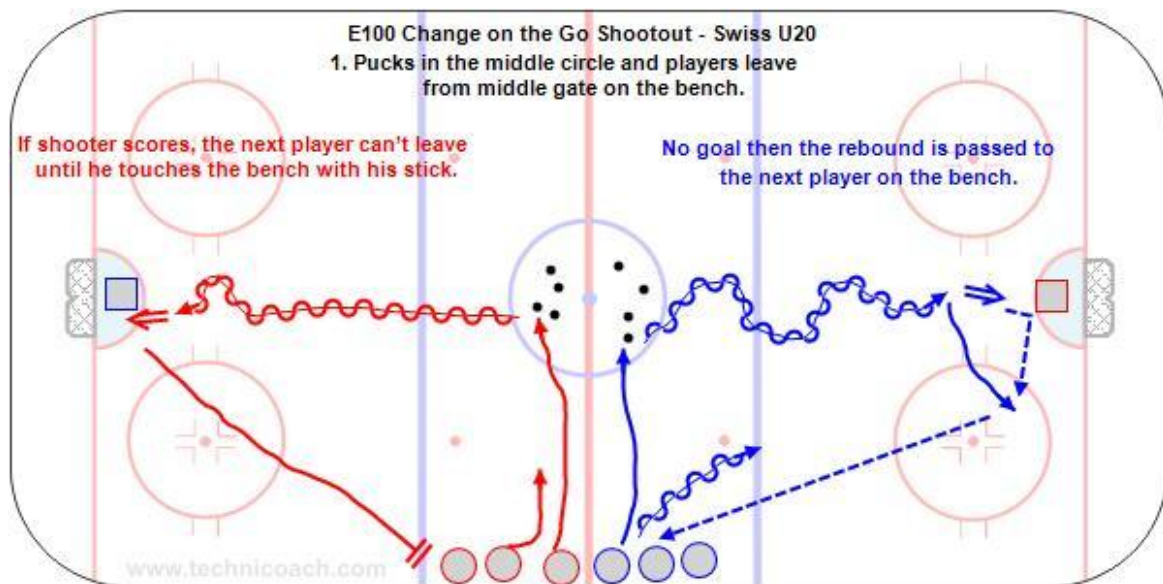 E100 Change on the Go Shootout - Swiss U20
1. Pucks in the middle circle and players leave
from middle gate on the bench.
If shooter scores, the next player can't leave
until he touches the bench with his stick.
No goal then the rebound is passed to
the next player on the bench.
www.technicoach.com